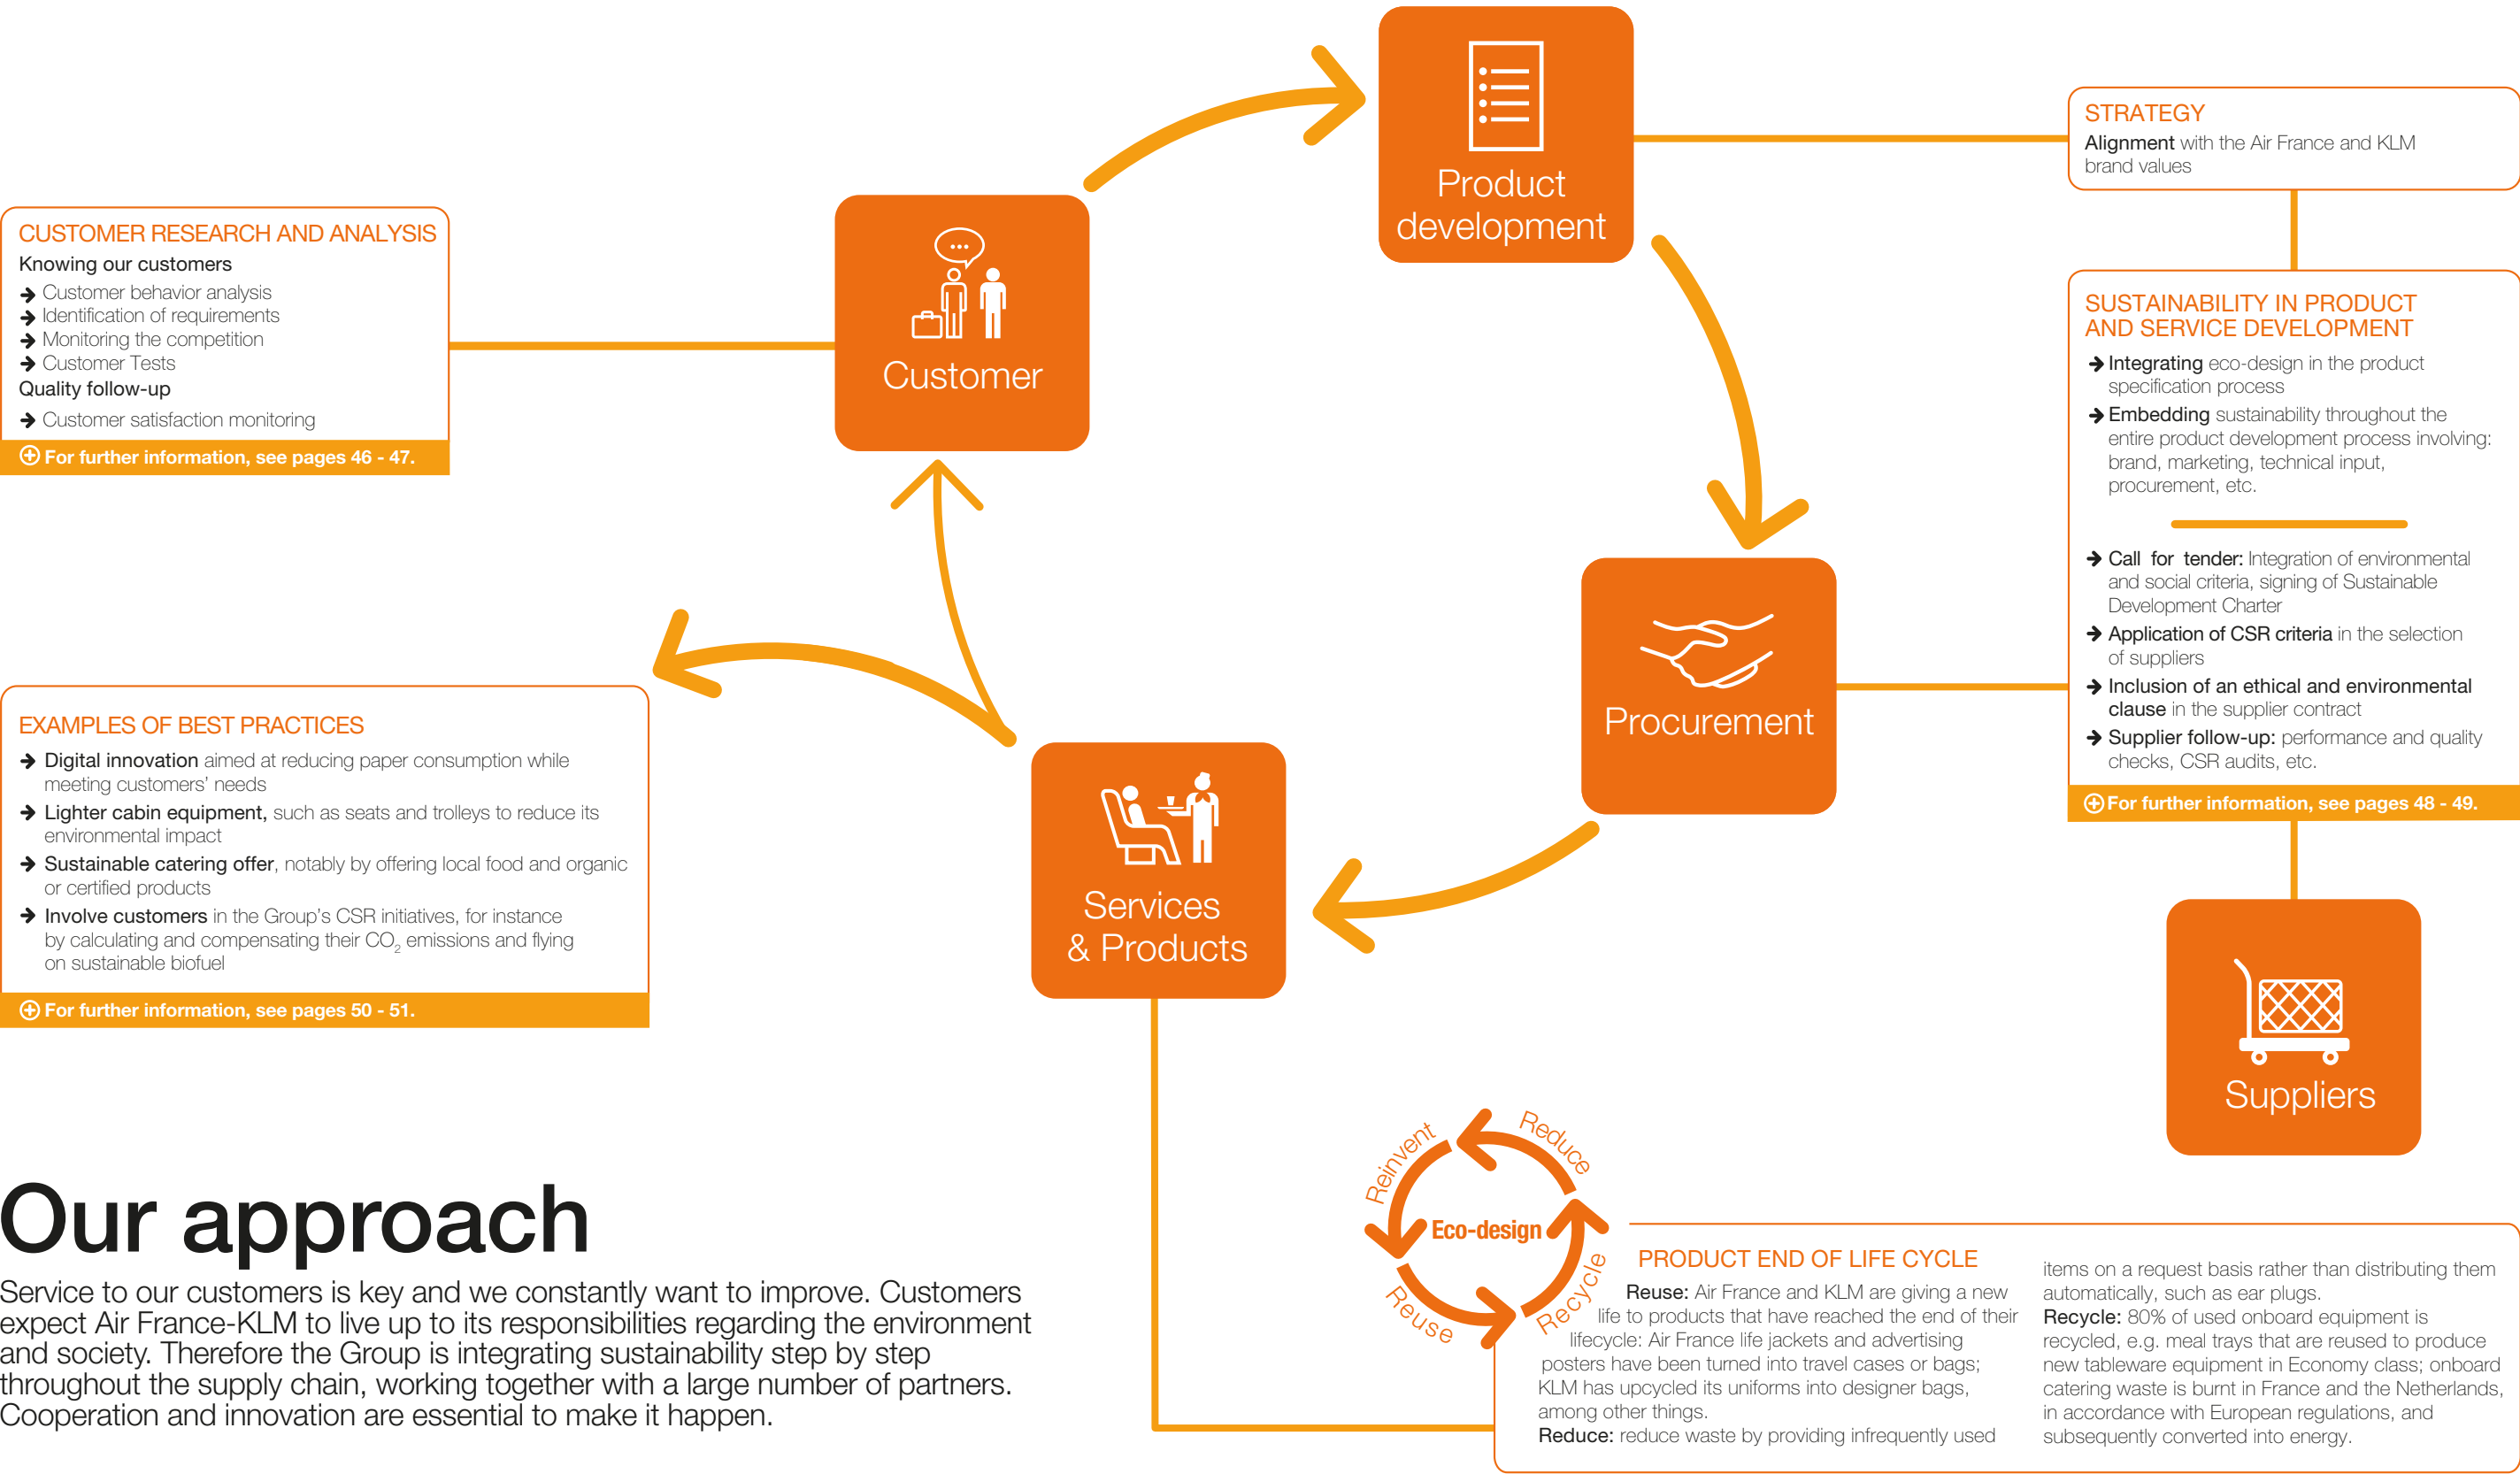 Product
development
STRATEGY
Alignment with the Air France and KLM
brand values
CUSTOMER RESEARCH AND ANALYSIS
Knowing our customers
➔ Customer behavior analysis
➔ Identification of requirements
➔ Monitoring the competition
➔ Customer Tests
Quality follow-up
➔ Customer satisfaction monitoring
For further information, see pages 46 - 47.
Customer
SUSTAINABILITY IN PRODUCT
AND SERVICE DEVELOPMENT
➔ Integrating eco-design in the product
specification process
➔ Embedding sustainability throughout the
entire product development process involving:
brand, marketing, technical input,
procurement, etc.
➔ Call for tender: Integration of environmental
and social criteria, signing of Sustainable
Development Charter
➔ Application of CSR criteria in the selection
of suppliers
➔ Inclusion of an ethical and environmental
clause in the supplier contract
➔ Supplier follow-up: performance and quality
checks, CSR audits, etc.
For further information, see pages 48 - 49.
Procurement
EXAMPLES OF BEST PRACTICES
➔ Digital innovation aimed at reducing paper consumption while
meeting customers' needs
➔ Lighter cabin equipment, such as seats and trolleys to reduce its
environmental impact
➔ Sustainable catering offer, notably by offering local food and organic
or certified products
➔ Involve customers in the Group's CSR initiatives, for instance
by calculating and compensating their CO₂ emissions and flying
on sustainable biofuel
For further information, see pages 50 - 51.
Services
& Products
Suppliers
Our approach
Service to our customers is key and we constantly want to improve. Customers
expect Air France-KLM to live up to its responsibilities regarding the environment
and society. Therefore the Group is integrating sustainability step by step
throughout the supply chain, working together with a large number of partners.
Cooperation and innovation are essential to make it happen.
Reinvent
Reduce
Eco-design
Reuse
Recycle
PRODUCT END OF LIFE CYCLE
Reuse: Air France and KLM are giving a new
life to products that have reached the end of their
lifecycle: Air France life jackets and advertising
posters have been turned into travel cases or bags;
KLM has upcycled its uniforms into designer bags,
among other things.
Reduce: reduce waste by providing infrequently used
items on a request basis rather than distributing them
automatically, such as ear plugs.
Recycle: 80% of used onboard equipment is
recycled, e.g. meal trays that are reused to produce
new tableware equipment in Economy class; onboard
catering waste is burnt in France and the Netherlands,
in accordance with European regulations, and
subsequently converted into energy.